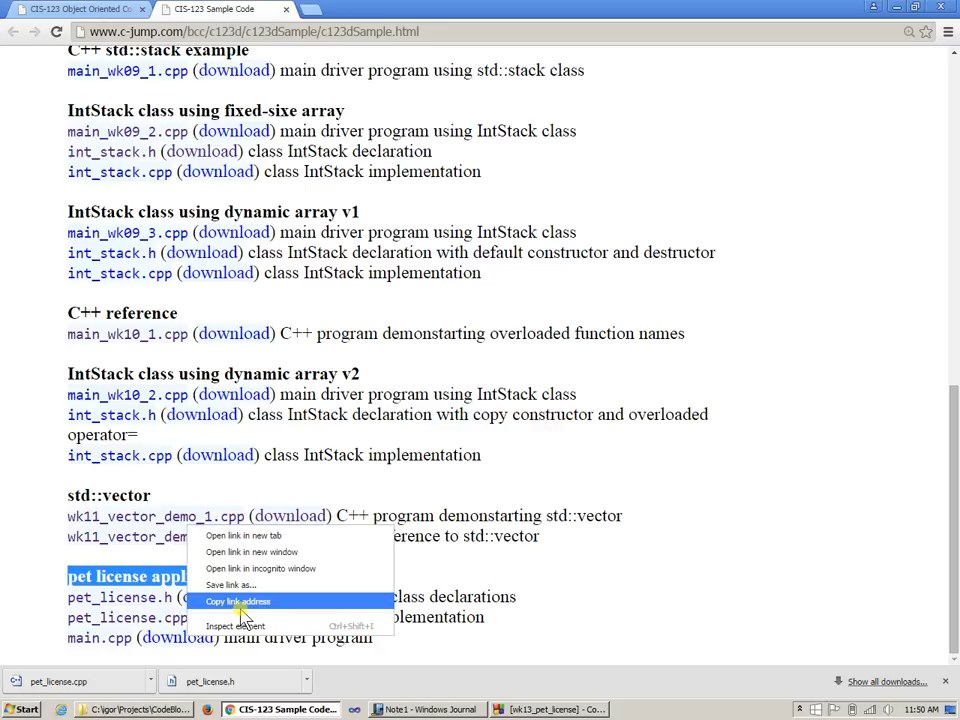 CIS-123 Object Oriented Co
CIS-123 Sample Code
www.c-jump.com/bcc/c123d/c123dSample/c123dSample.html
C++ std::stack example
main_wk09_1.cpp (download) main driver program using std::stack class
IntStack class using fixed-sixe array
main_wk09_2.cpp (download) main driver program using IntStack class
int_stack.h (download) class IntStack declaration
int_stack.cpp (download) class IntStack implementation
IntStack class using dynamic array v1
main_wk09_3.cpp (download) main driver program using IntStack class
int_stack.h (download) class IntStack declaration with default constructor and destructor
int_stack.cpp (download) class IntStack implementation
C++ reference
main_wk10_1.cpp (download) C++ program demonstarting overloaded function names
IntStack class using dynamic array v2
main_wk10_2.cpp (download) main driver program using IntStack class
int_stack.h (download) class IntStack declaration with copy constructor and overloaded
operator=
int_stack.cpp (download) class IntStack implementation
std::vector
wk11_vector_demo_1.cpp (download) C++ program demonstarting std::vector
wk11_vector_dem erence to std::vector
Open link in new tab
Open link in new window
Open link in incognito window
Save link as...
Copy link address
Inspect element Ctrl+Shift+I
pet license appl
pet_license.h (d class declarations
pet_license.cpp plementation
main.cpp (download) main driver program
pet_license.cpp
pet_license.h
Show all downloads...
Start
C:\igor\Projects\CodeBlo...
CIS-123 Sample Code...
Note1 - Windows Journal
[wk13_pet_license] - Co...
11:50 AM